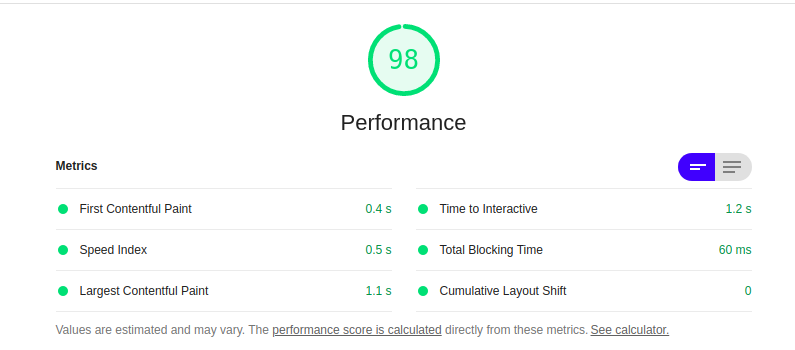 98
Performance
Metrics
First Contentful Paint 0.4 s
Time to Interactive 1.2 s
Speed Index 0.5 s
Total Blocking Time 60 ms
Largest Contentful Paint 1.1 s
Cumulative Layout Shift 0
Values are estimated and may vary. The performance score is calculated directly from these metrics. See calculator.